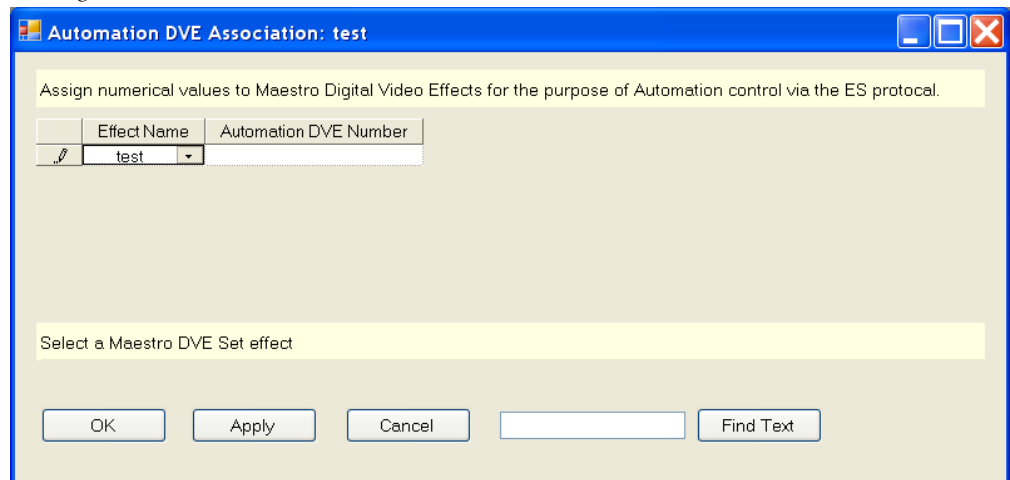 Automation DVE Association: test
Assign numerical values to Maestro Digital Video Effects for the purpose of Automation control via the ES protocal.
Effect Name Automation DVE Number
test
Select a Maestro DVE Set effect
OK Apply Cancel Find Text